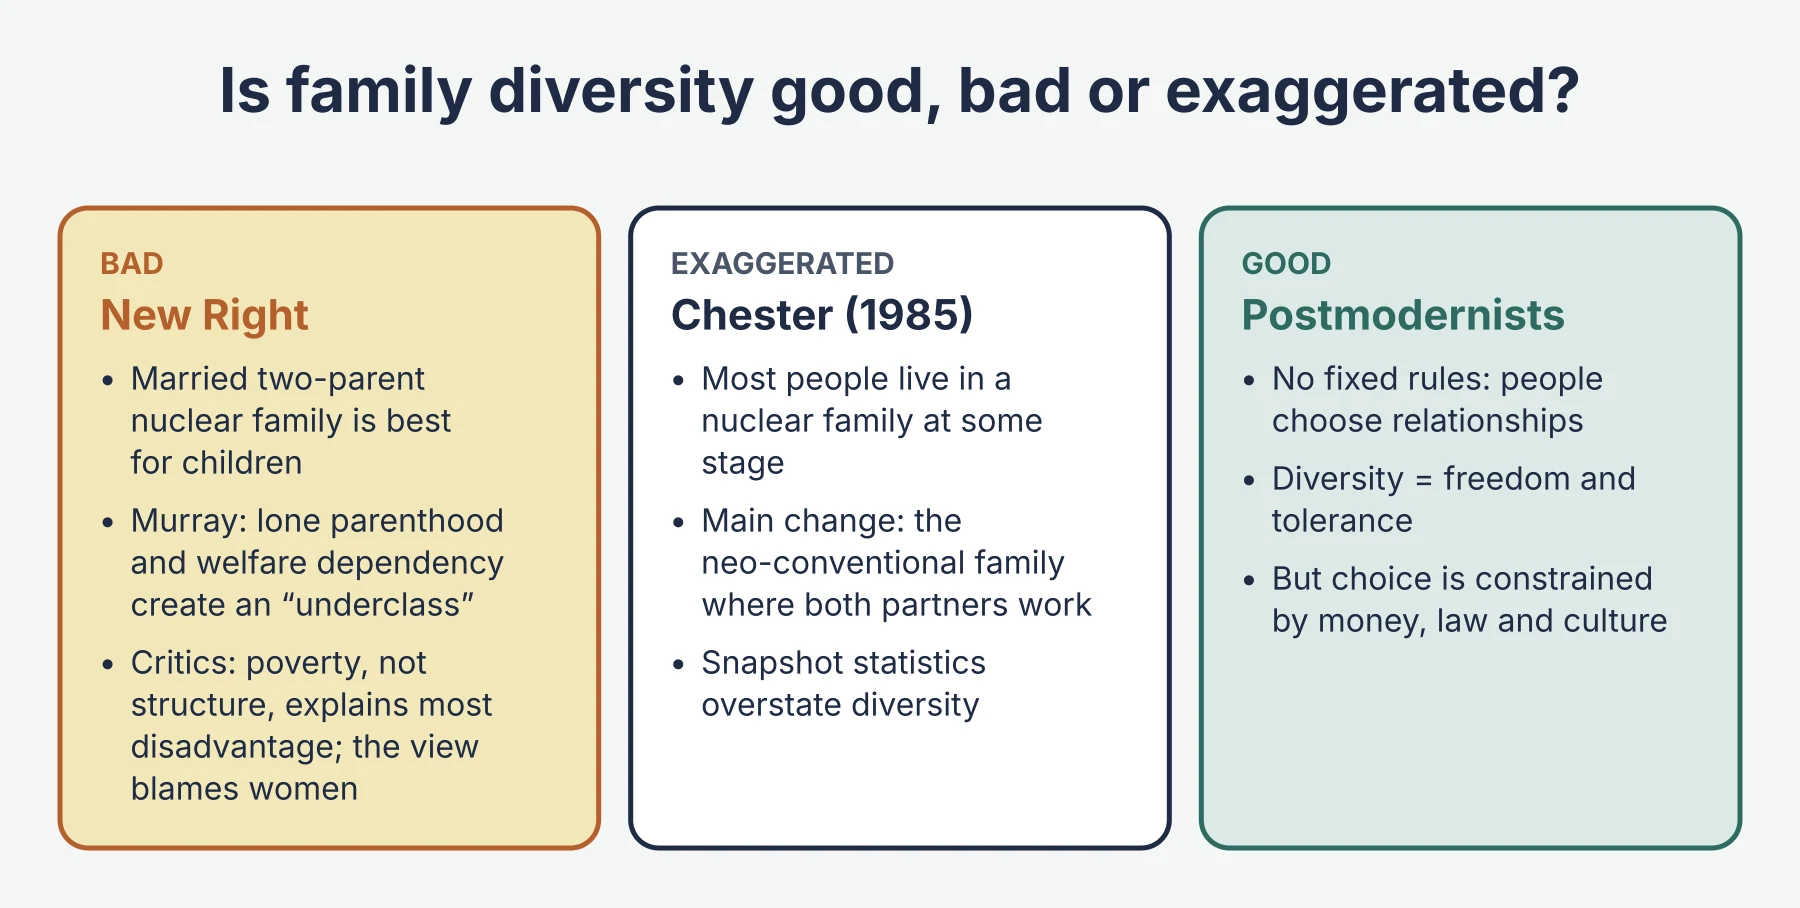 Is family diversity good, bad or exaggerated?
BAD
New Right
• Married two-parent
nuclear family is best
for children
• Murray: lone parenthood
and welfare dependency
create an “underclass”
• Critics: poverty, not
structure, explains most
disadvantage; the view
blames women
EXAGGERATED
Chester (1985)
• Most people live in a
nuclear family at some
stage
• Main change: the
neo-conventional family
where both partners work
• Snapshot statistics
overstate diversity
GOOD
Postmodernists
• No fixed rules: people
choose relationships
• Diversity = freedom and
tolerance
• But choice is constrained
by money, law and culture